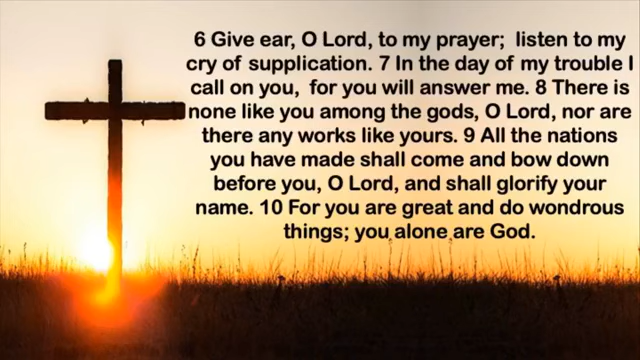 6 Give ear, O Lord, to my prayer;  listen to my
cry of supplication. 7 In the day of my trouble I
call on you,  for you will answer me. 8 There is
none like you among the gods, O Lord, nor are
there any works like yours. 9 All the nations
you have made shall come and bow down
before you, O Lord, and shall glorify your
name. 10 For you are great and do wondrous
things; you alone are God.